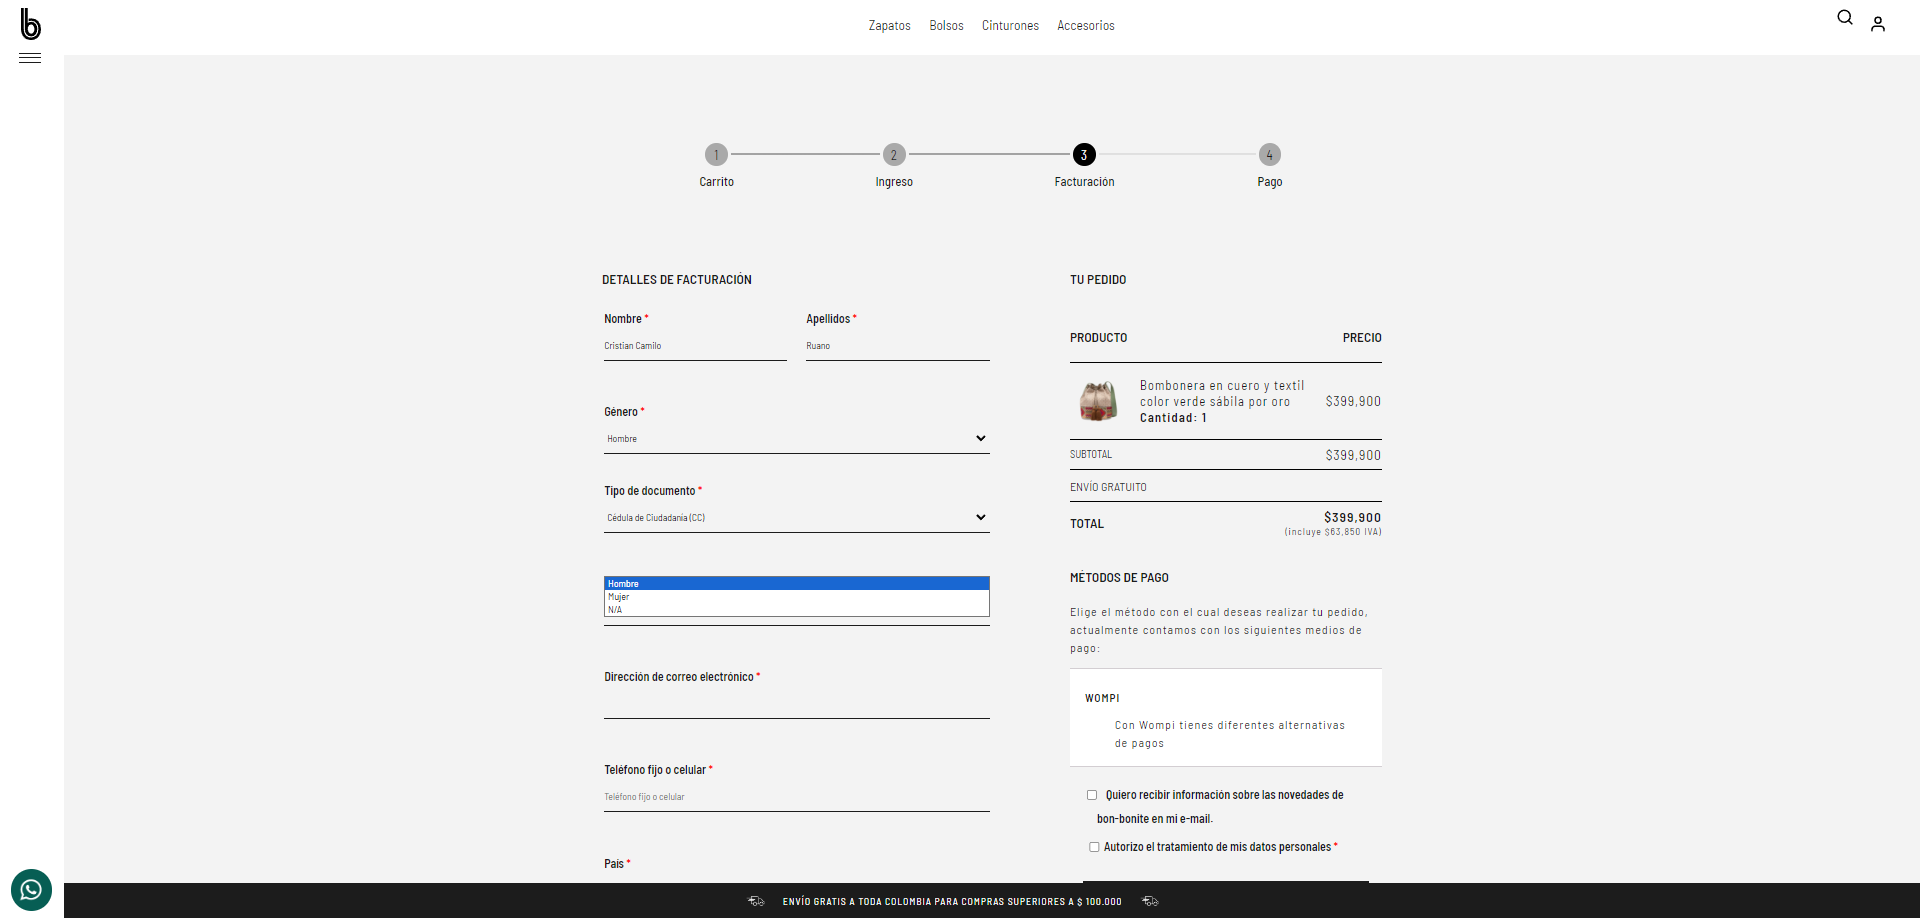 b
Zapatos Bolsos Cinturones Accesorios
1 2 3 4
Carrito Ingreso Facturación Pago
DETALLES DE FACTURACIÓN
Nombre * Apellidos *
Cristian Camilo Ruano
Género *
Hombre
Tipo de documento *
Cédula de Ciudadanía (CC)
Hombre
Mujer
N/A
Dirección de correo electrónico *
Teléfono fijo o celular *
Teléfono fijo o celular
País *
TU PEDIDO
PRODUCTO PRECIO
Bombonera en cuero y textil
color verde sábila por oro $399,900
Cantidad: 1
SUBTOTAL $399,900
ENVÍO GRATUITO
TOTAL $399,900
(incluye $63,850 IVA)
MÉTODOS DE PAGO
Elige el método con el cual deseas realizar tu pedido,
actualmente contamos con los siguientes medios de
pago:
WOMPI
Con Wompi tienes diferentes alternativas
de pagos
Quiero recibir información sobre las novedades de
bon-bonite en mi e-mail.
Autorizo el tratamiento de mis datos personales *
ENVÍO GRATIS A TODA COLOMBIA PARA COMPRAS SUPERIORES A $ 100.000